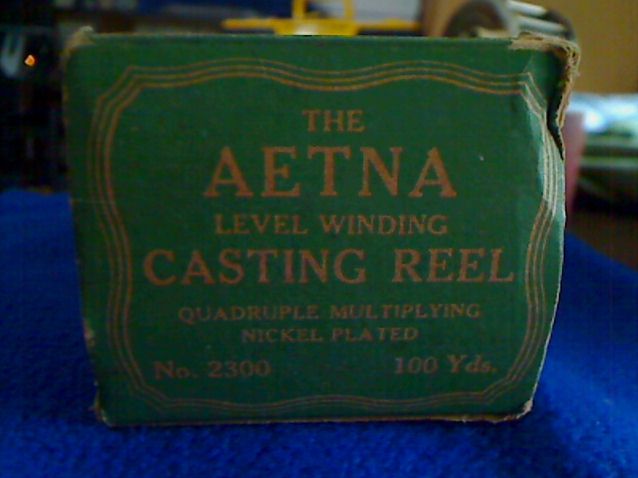 THE
AETNA
LEVEL WINDING
CASTING REEL
QUADRUPLE MULTIPLYING
NICKEL PLATED
No. 2300 100 Yds.